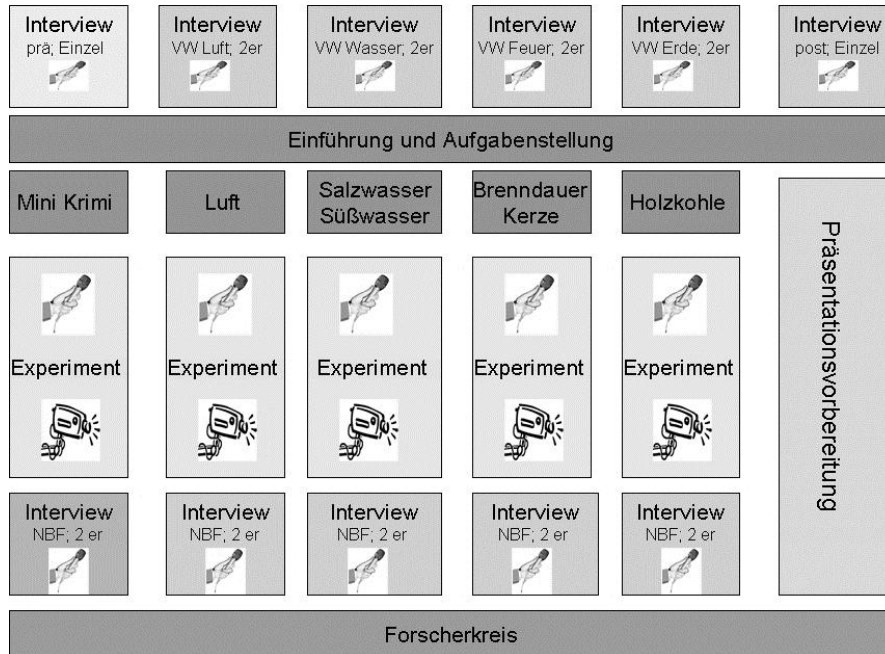 Interview
prä; Einzel
Interview
VW Luft; 2er
Interview
VW Wasser; 2er
Interview
VW Feuer; 2er
Interview
VW Erde; 2er
Interview
post; Einzel
Einführung und Aufgabenstellung
Mini Krimi
Luft
Salzwasser
Süßwasser
Brenndauer
Kerze
Holzkohle
Präsentationsvorbereitung
Experiment
Experiment
Experiment
Experiment
Experiment
Interview
NBF; 2 er
Interview
NBF; 2 er
Interview
NBF; 2 er
Interview
NBF; 2 er
Interview
NBF; 2 er
Forscherkreis